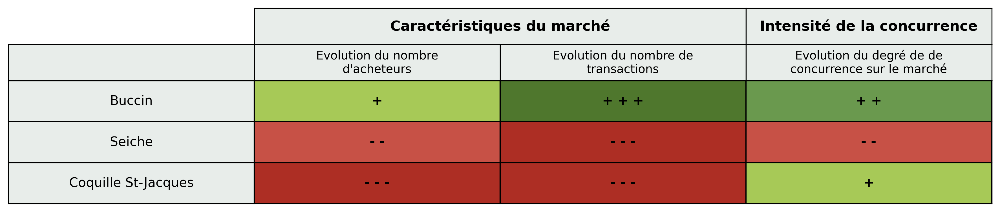 Caractéristiques du marché
Intensité de la concurrence
Evolution du nombre
d'acheteurs
Evolution du nombre de
transactions
Evolution du degré de de
concurrence sur le marché
Buccin
+
+ + +
+ +
Seiche
- -
- - -
- -
Coquille St-Jacques
- - -
- - -
+